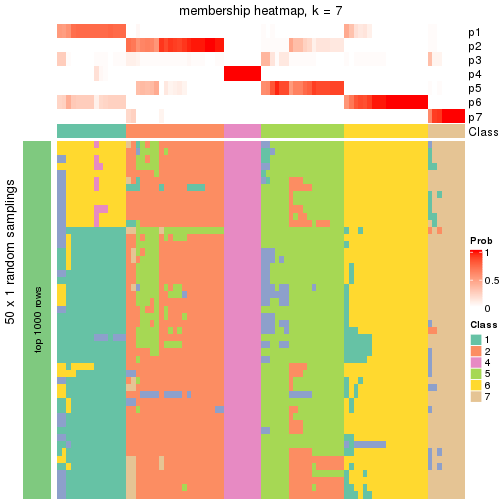 membership heatmap, k = 7
p1
p2
p3
p4
p5
p6
p7
Class
50 x 1 random samplings
top 1000 rows
Prob
1
0.5
0
Class
1
2
4
5
6
7